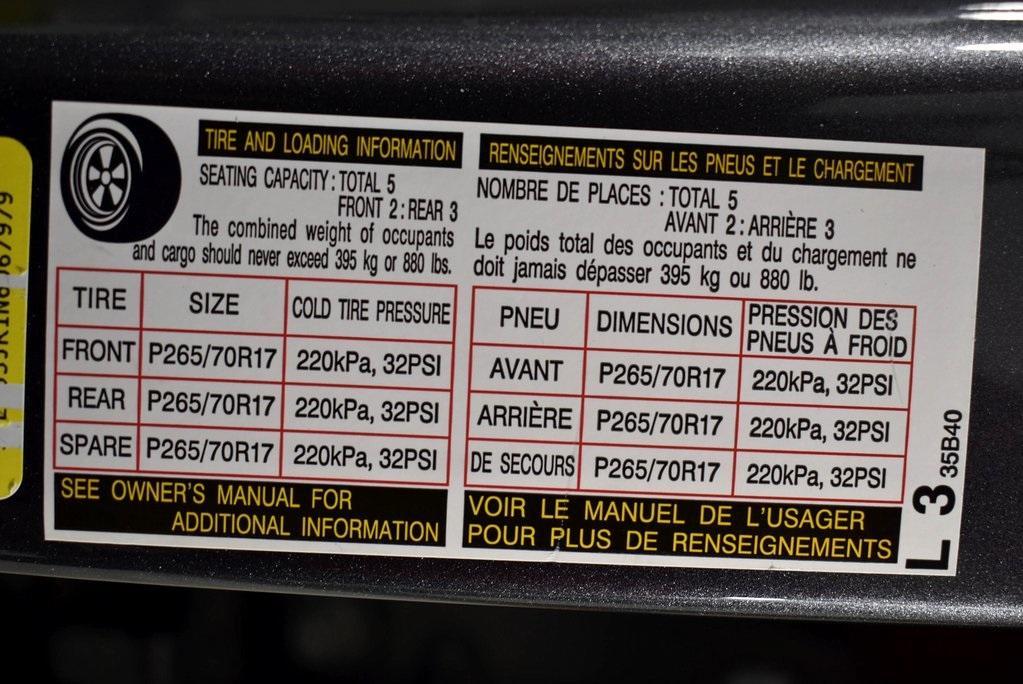 TIRE AND LOADING INFORMATION
SEATING CAPACITY : TOTAL 5
FRONT 2 : REAR 3
The combined weight of occupants
and cargo should never exceed 395 kg or 880 lbs.
TIRE SIZE COLD TIRE PRESSURE
FRONT P265/70R17 220kPa, 32PSI
REAR P265/70R17 220kPa, 32PSI
SPARE P265/70R17 220kPa, 32PSI
SEE OWNER'S MANUAL FOR
ADDITIONAL INFORMATION
RENSEIGNEMENTS SUR LES PNEUS ET LE CHARGEMENT
NOMBRE DE PLACES : TOTAL 5
AVANT 2 : ARRIÈRE 3
Le poids total des occupants et du chargement ne
doit jamais dépasser 395 kg ou 880 lb.
PNEU DIMENSIONS PRESSION DES
PNEUS À FROID
AVANT P265/70R17 220kPa, 32PSI
ARRIÈRE P265/70R17 220kPa, 32PSI
DE SECOURS P265/70R17 220kPa, 32PSI
VOIR LE MANUEL DE L'USAGER
POUR PLUS DE RENSEIGNEMENTS
L 3 35B40